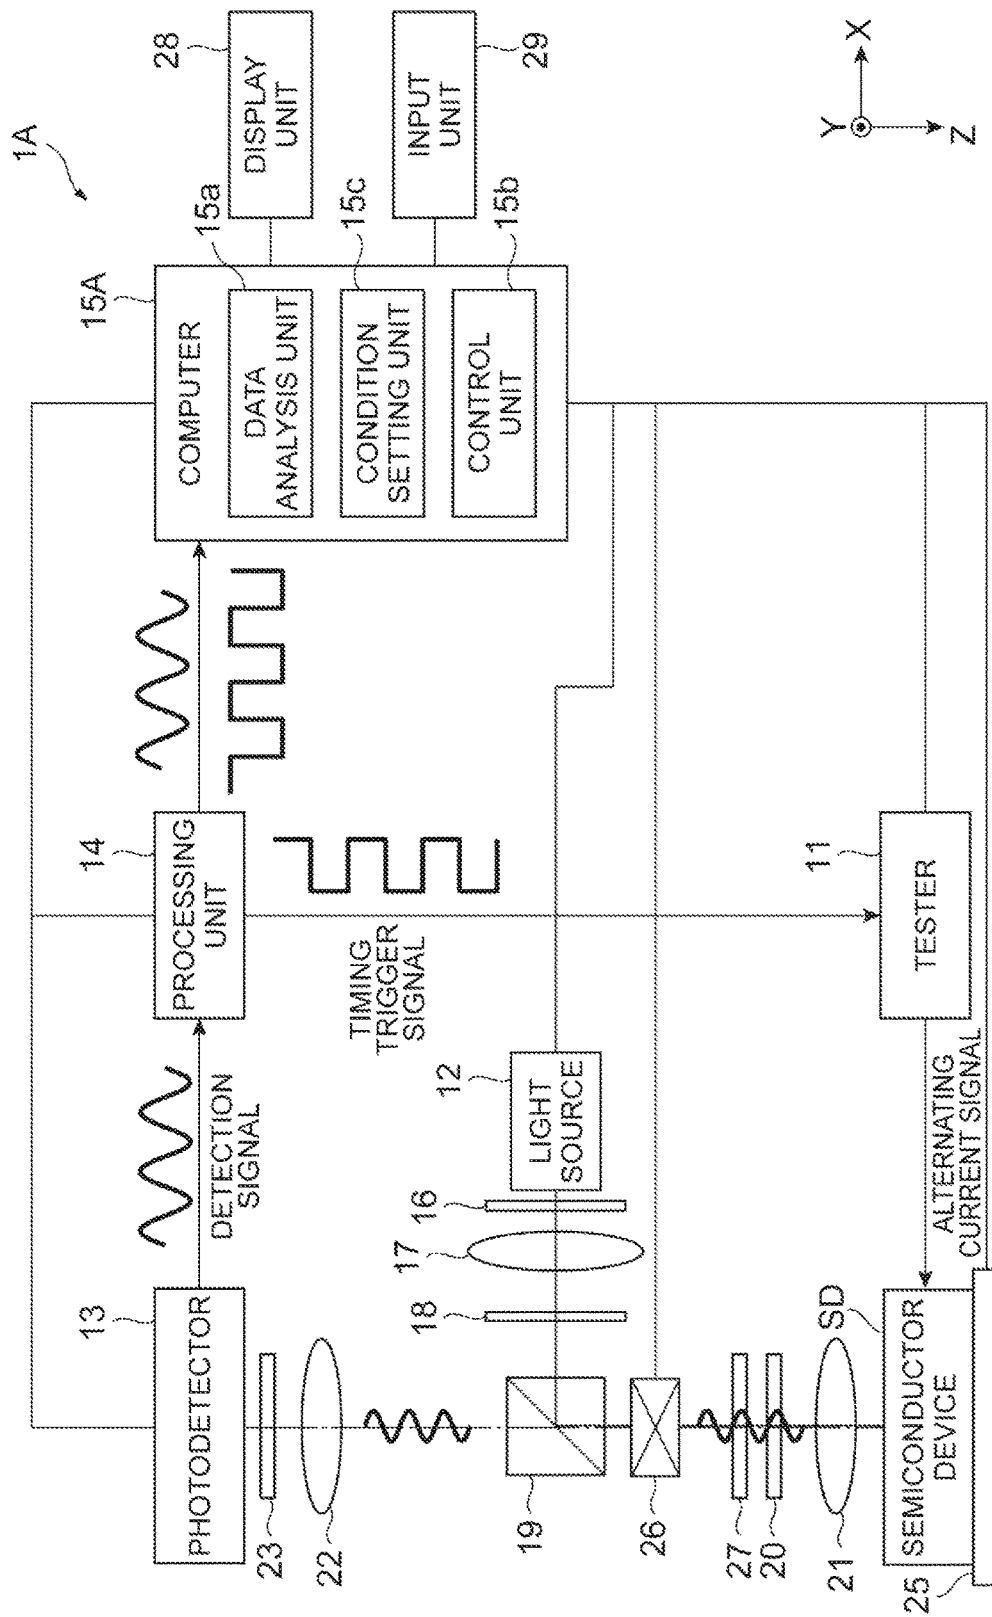 1A
13
PHOTODETECTOR
DETECTION
SIGNAL
14
PROCESSING
UNIT
15A
COMPUTER
15a
DATA
ANALYSIS UNIT
15c
CONDITION
SETTING UNIT
15b
CONTROL
UNIT
28
DISPLAY
UNIT
29
INPUT
UNIT
23
22
TIMING
TRIGGER
SIGNAL
12
LIGHT
SOURCE
16
17
18
19
26
27
20
21
SD
SEMICONDUCTOR
DEVICE
25
ALTERNATING
CURRENT SIGNAL
11
TESTER
Y
X
Z